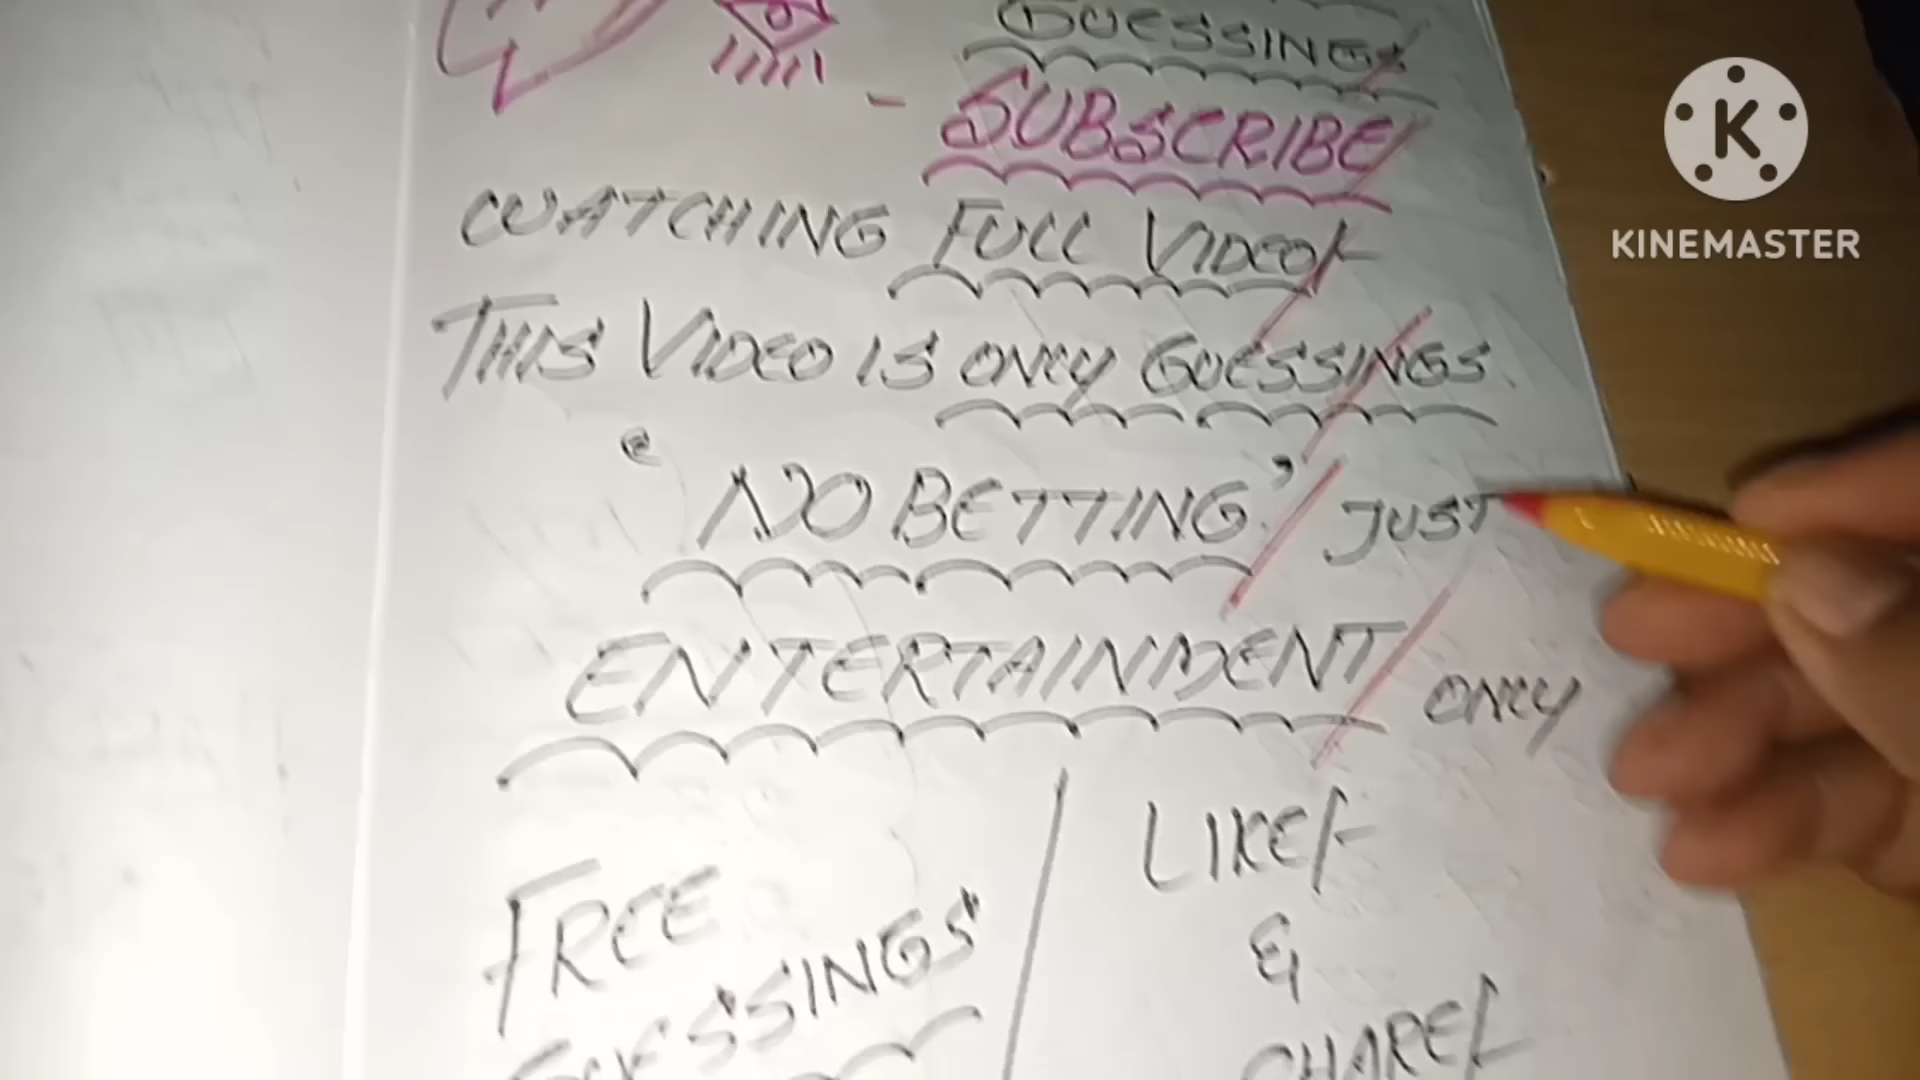 GUESSINGS
- SUBSCRIBE
WATCHING FULL VIDEO
THIS VIDEO IS ONLY GUESSINGS.
"NO BETTING" JUST
ENTERTAINMENT ONLY
FREE
GUESSINGS
LIKE
&
SHARE
K
KINEMASTER